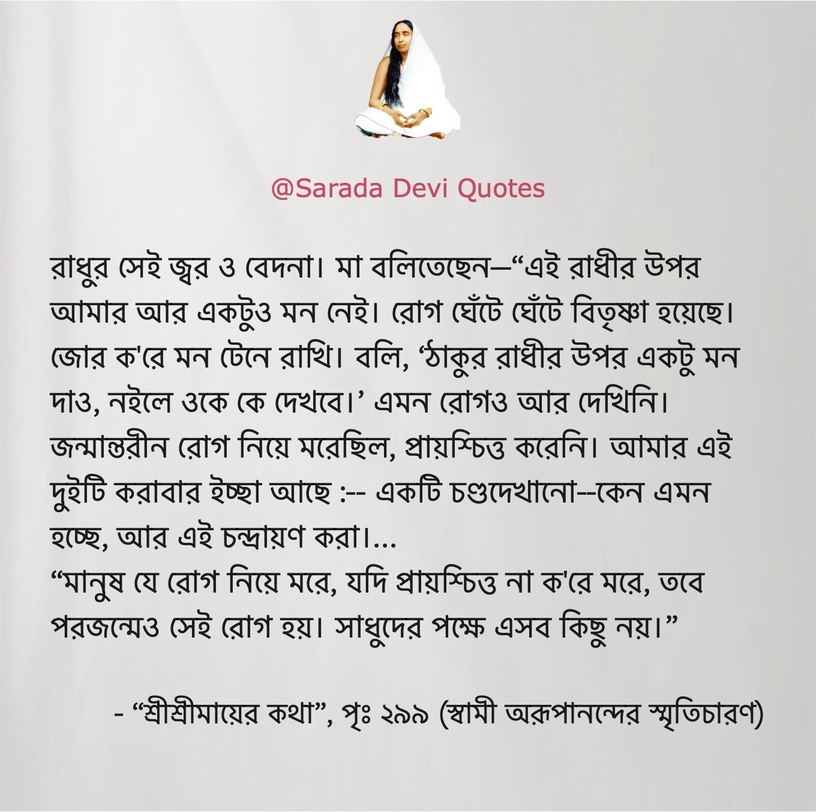 @Sarada Devi Quotes
রাধুর সেই জ্বর ও বেদনা। মা বলিতেছেন—“এই রাধীর উপর
আমার আর একটুও মন নেই। রোগ ঘেঁটে ঘেঁটে বিতৃষ্ণা হয়েছে।
জোর ক'রে মন টেনে রাখি। বলি, ‘ঠাকুর রাধীর উপর একটু মন
দাও, নইলে ওকে কে দেখবে।’ এমন রোগও আর দেখিনি।
জন্মান্তরীন রোগ নিয়ে মরেছিল, প্রায়শ্চিত্ত করেনি। আমার এই
দুইটি করাবার ইচ্ছা আছে :-- একটি চণ্ডদেখানো--কেন এমন
হচ্ছে, আর এই চন্দ্রায়ণ করা।...
“মানুষ যে রোগ নিয়ে মরে, যদি প্রায়শ্চিত্ত না ক'রে মরে, তবে
পরজন্মেও সেই রোগ হয়। সাধুদের পক্ষে এসব কিছু নয়।”
- “শ্রীশ্রীমায়ের কথা”, পৃঃ ২৯৯ (স্বামী অরূপানন্দের স্মৃতিচারণ)